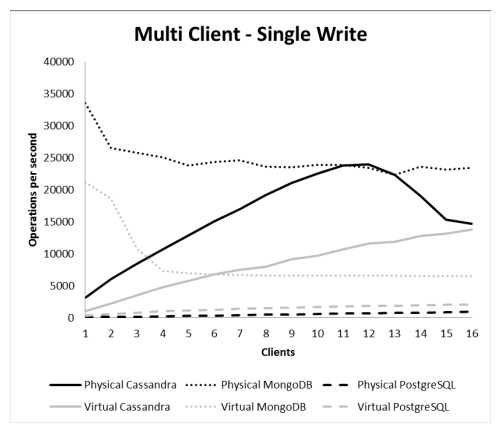 Multi Client - Single Write
40000
35000
30000
25000
20000
15000
10000
5000
0
Operations per second
1 2 3 4 5 6 7 8 9 10 11 12 13 14 15 16
Clients
Physical Cassandra Physical MongoDB Physical PostgreSQL
Virtual Cassandra Virtual MongoDB Virtual PostgreSQL